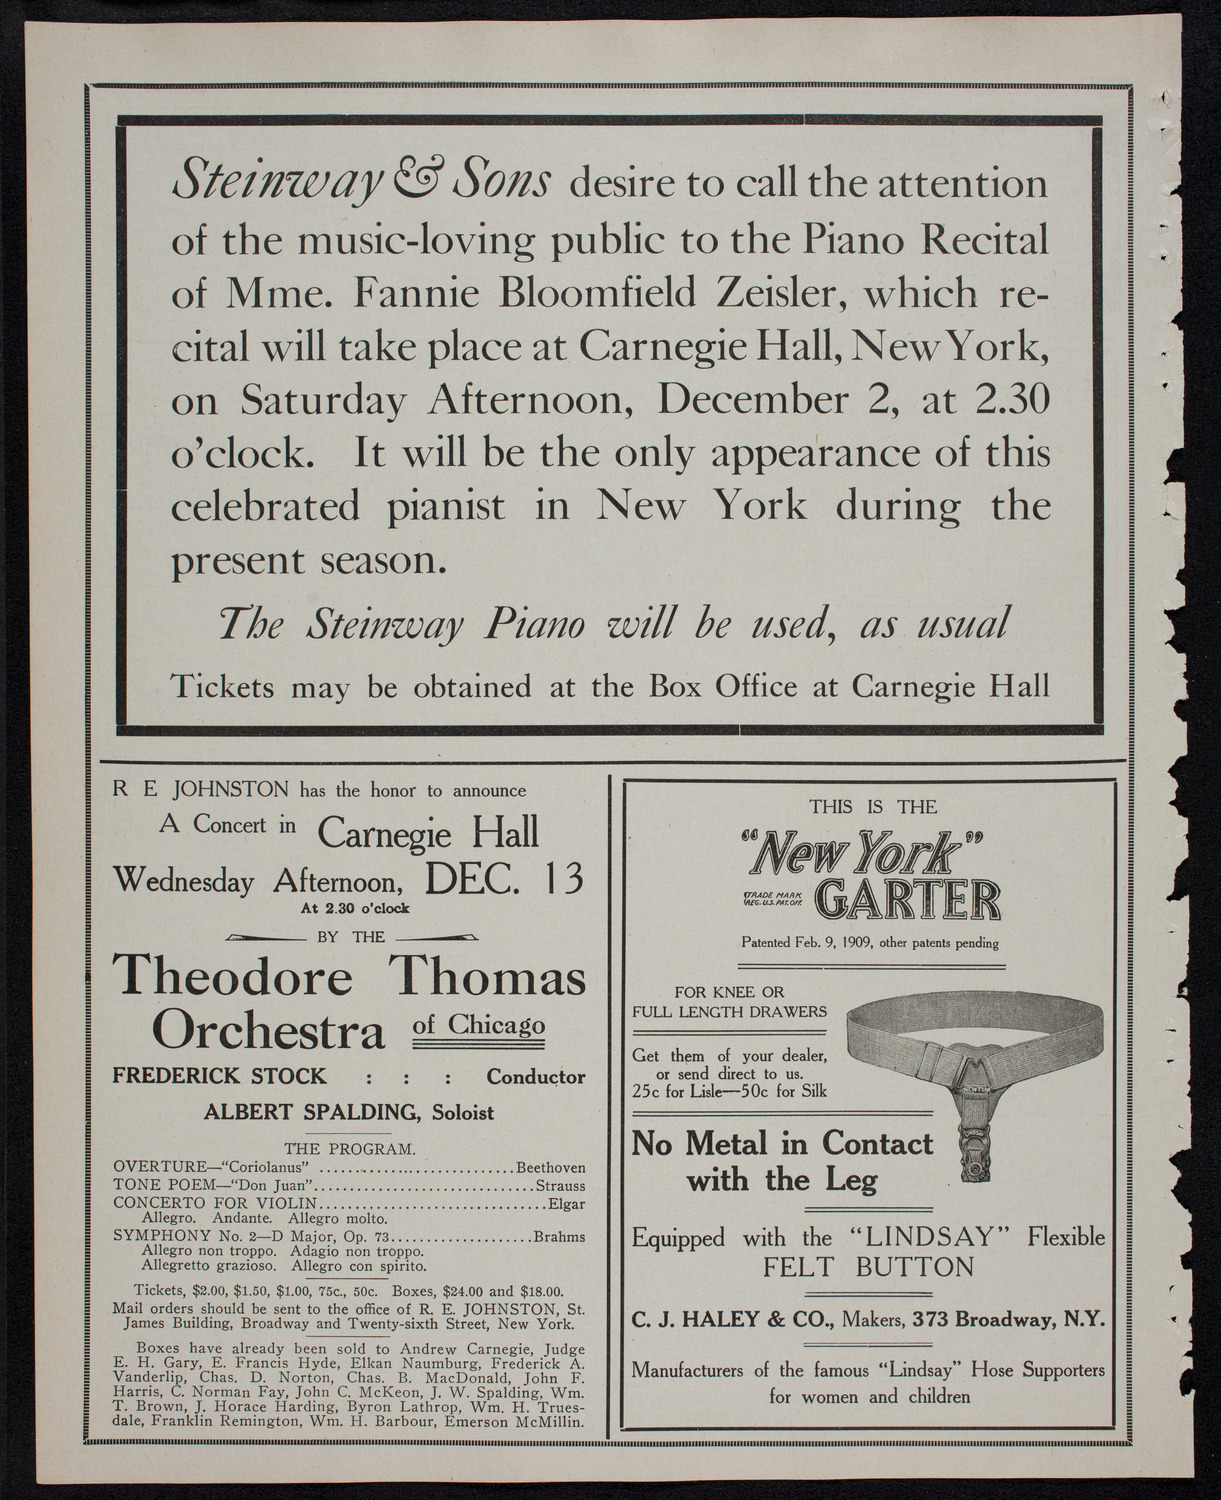 Steinway & Sons desire to call the attention
of the music-loving public to the Piano Recital
of Mme. Fannie Bloomfield Zeisler, which re-
cital will take place at Carnegie Hall, New York,
on Saturday Afternoon, December 2, at 2.30
o'clock. It will be the only appearance of this
celebrated pianist in New York during the
present season.
The Steinway Piano will be used, as usual
Tickets may be obtained at the Box Office at Carnegie Hall
R E JOHNSTON has the honor to announce
A Concert in Carnegie Hall
Wednesday Afternoon, DEC. 13
At 2.30 o'clock
BY THE
Theodore Thomas
Orchestra of Chicago
FREDERICK STOCK : : : Conductor
ALBERT SPALDING, Soloist
THE PROGRAM.
OVERTURE—"Coriolanus" ..............................Beethoven
TONE POEM—"Don Juan"..............................Strauss
CONCERTO FOR VIOLIN..............................Elgar
Allegro. Andante. Allegro molto.
SYMPHONY No. 2—D Major, Op. 73....................Brahms
Allegro non troppo. Adagio non troppo.
Allegretto grazioso. Allegro con spirito.
Tickets, $2.00, $1.50, $1.00, 75c., 50c. Boxes, $24.00 and $18.00.
Mail orders should be sent to the office of R. E. JOHNSTON, St.
James Building, Broadway and Twenty-sixth Street, New York.
Boxes have already been sold to Andrew Carnegie, Judge
E. H. Gary, E. Francis Hyde, Elkan Naumburg, Frederick A.
Vanderlip, Chas. D. Norton, Chas. B. MacDonald, John F.
Harris, C. Norman Fay, John C. McKeon, J. W. Spalding, Wm.
T. Brown, J. Horace Harding, Byron Lathrop, Wm. H. Trues-
dale, Franklin Remington, Wm. H. Barbour, Emerson McMillin.
THIS IS THE
"New York"
TRADE MARK
REG. U.S. PAT. OFF.
GARTER
Patented Feb. 9, 1909, other patents pending
FOR KNEE OR
FULL LENGTH DRAWERS
Get them of your dealer,
or send direct to us.
25c for Lisle—50c for Silk
No Metal in Contact
with the Leg
Equipped with the "LINDSAY" Flexible
FELT BUTTON
C. J. HALEY & CO., Makers, 373 Broadway, N.Y.
Manufacturers of the famous "Lindsay" Hose Supporters
for women and children